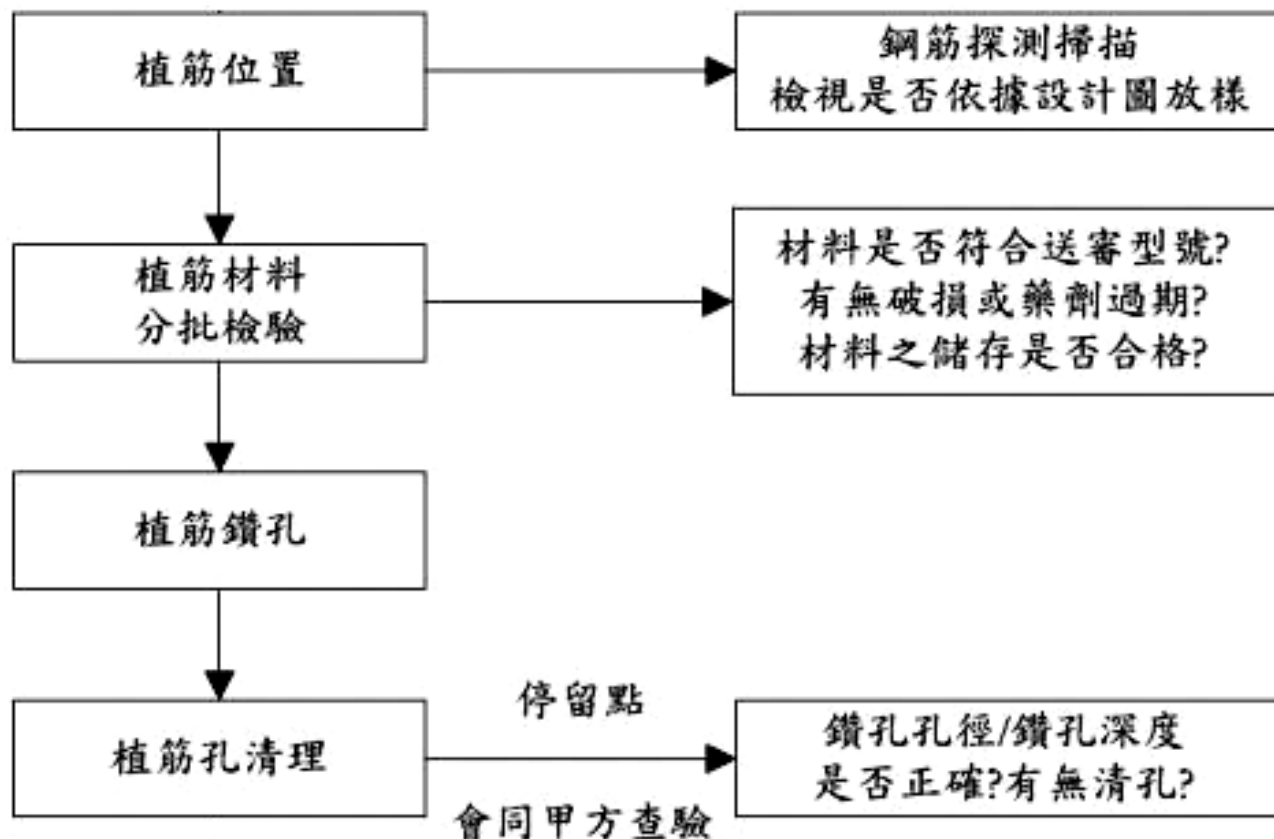 植筋位置
鋼筋探測掃描
檢視是否依據設計圖放樣
植筋材料
分批檢驗
材料是否符合送審型號?
有無破損或藥劑過期?
材料之儲存是否合格?
植筋鑽孔
植筋孔清理
停留點
會同甲方查驗
鑽孔孔徑/鑽孔深度
是否正確?有無清孔?